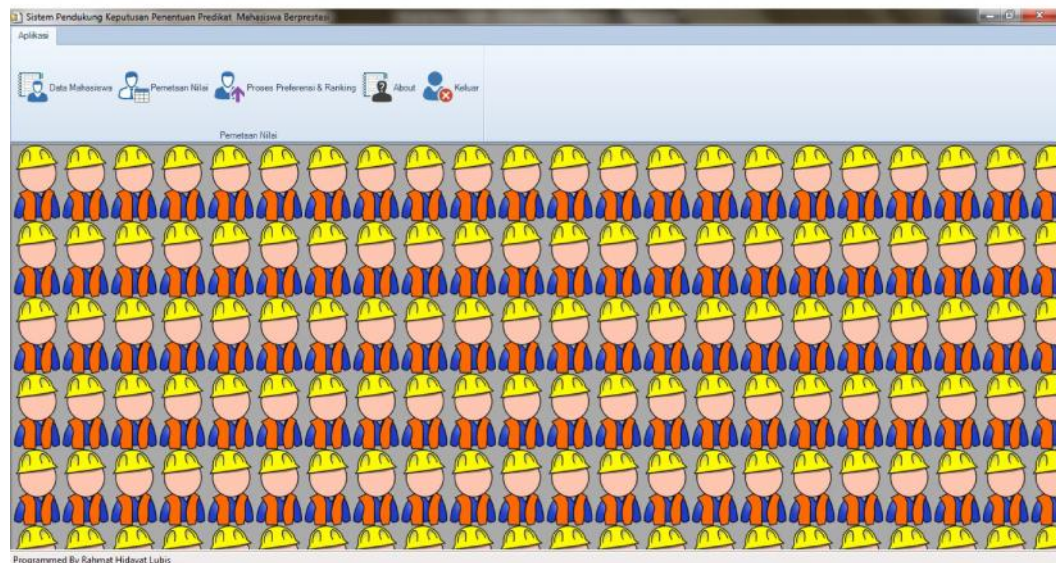 Sistem Pendukung Keputusan Penentuan Predikat Mahasiswa Berprestasi
Aplikasi
Data Mahasiswa Pemetaan Nilai Proses Preferensi & Ranking About Keluar
Pemetaan Nilai
Programmed By Rahmat Hidayat Lubis